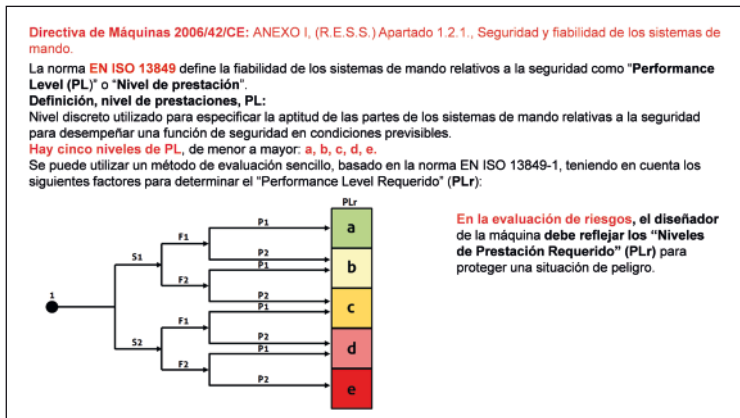 Directiva de Máquinas 2006/42/CE: ANEXO I, (R.E.S.S.) Apartado 1.2.1., Seguridad y fiabilidad de los sistemas de
mando.
La norma EN ISO 13849 define la fiabilidad de los sistemas de mando relativos a la seguridad como "Performance
Level (PL)" o "Nivel de prestación".
Definición, nivel de prestaciones, PL:
Nivel discreto utilizado para especificar la aptitud de las partes de los sistemas de mando relativas a la seguridad
para desempeñar una función de seguridad en condiciones previsibles.
Hay cinco niveles de PL, de menor a mayor: a, b, c, d, e.
Se puede utilizar un método de evaluación sencillo, basado en la norma EN ISO 13849-1, teniendo en cuenta los
siguientes factores para determinar el "Performance Level Requerido" (PLr):
PLr
P1
a
F1
S1
P2
P1
b
F2
1
P2
P1
c
F1
S2
P2
P1
d
F2
P2
e
En la evaluación de riesgos, el diseñador
de la máquina debe reflejar los "Niveles
de Prestación Requerido" (PLr) para
proteger una situación de peligro.